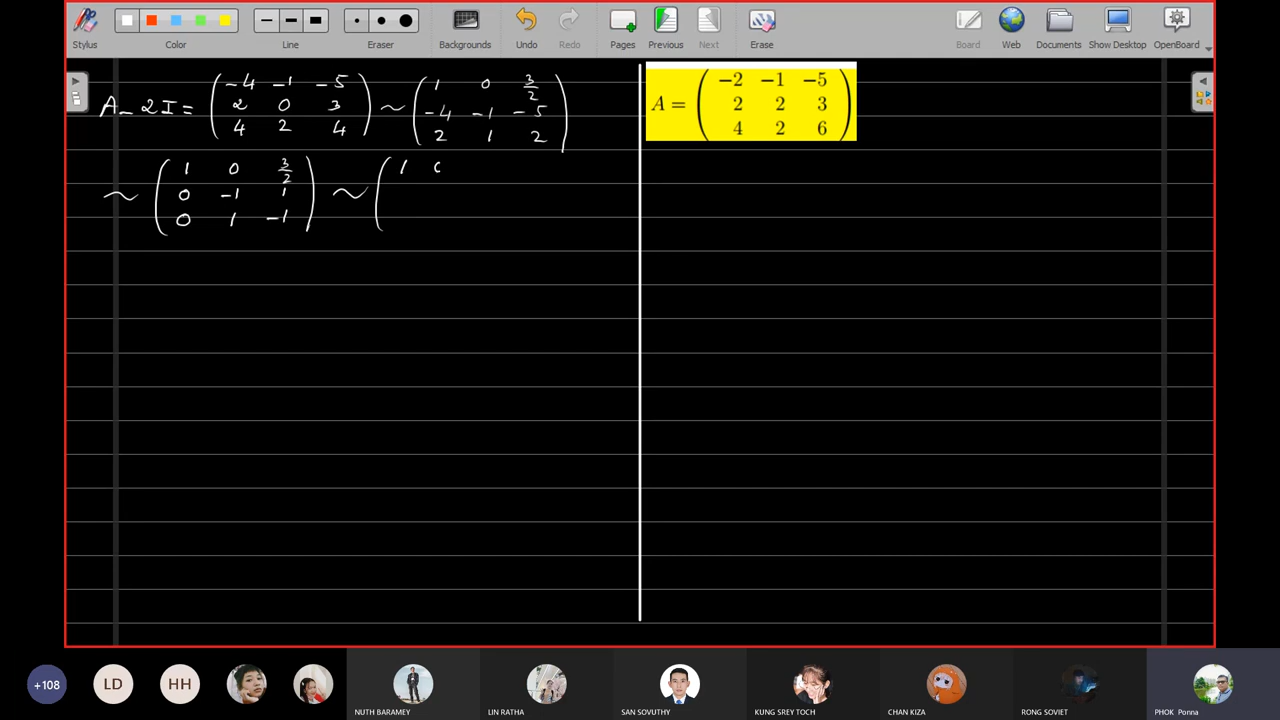 Stylus Color Line Eraser Backgrounds Undo Redo Pages Previous Next Erase Board Web Documents Show Desktop OpenBoard
A - 2I = ( -4 -1 -5 ) ~ ( 1 0 3/2 )
( 2 0 3 ) ( -4 -1 -5 )
( 4 2 4 ) ( 2 1 2 )
~ ( 1 0 3/2 ) ~ ( 1 0
( 0 -1 1 )
( 0 1 -1 )
A = ( −2 −1 −5 )
( 2 2 3 )
( 4 2 6 )
+108 LD HH NUTH BARAMEY LIN RATHA SAN SOVUTHY KUNG SREY TOCH CHAN KIZA RONG SOVIET PHOK Ponna